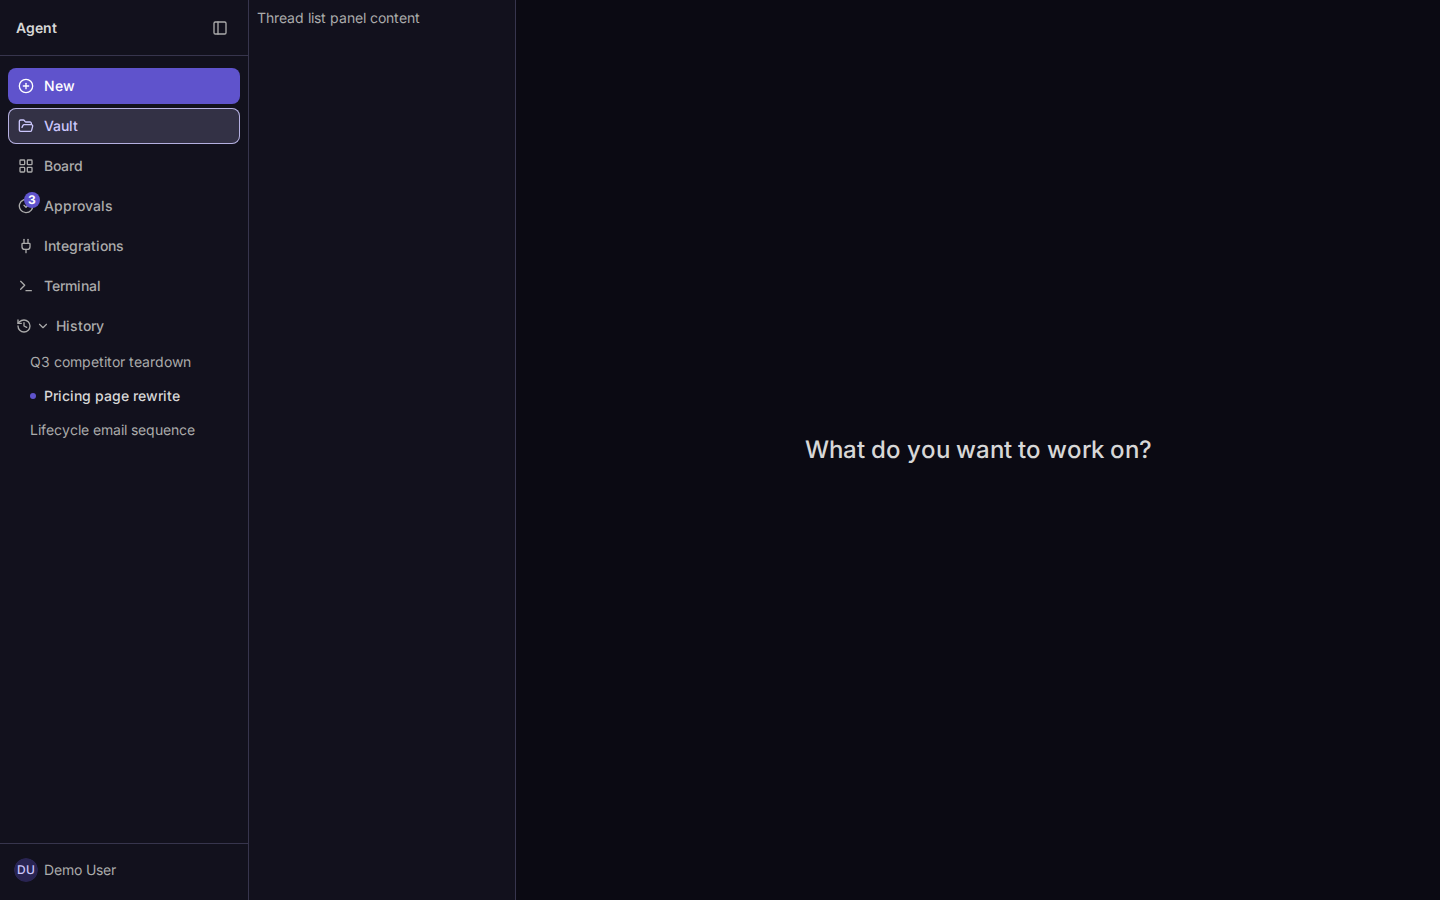 Agent
New
Vault
Board
3
Approvals
Integrations
Terminal
History
Q3 competitor teardown
Pricing page rewrite
Lifecycle email sequence
DU
Demo User
Thread list panel content
What do you want to work on?